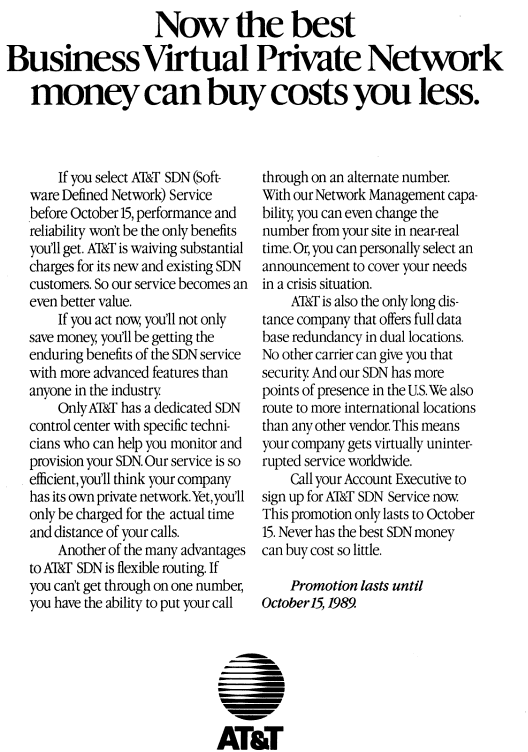 Now the best
Business Virtual Private Network
money can buy costs you less.
If you select AT&T SDN (Soft-
ware Defined Network) Service
before October 15, performance and
reliability won't be the only benefits
you'll get. AT&T is waiving substantial
charges for its new and existing SDN
customers. So our service becomes an
even better value.
If you act now, you'll not only
save money, you'll be getting the
enduring benefits of the SDN service
with more advanced features than
anyone in the industry.
Only AT&T has a dedicated SDN
control center with specific techni-
cians who can help you monitor and
provision your SDN. Our service is so
efficient, you'll think your company
has its own private network. Yet, you'll
only be charged for the actual time
and distance of your calls.
Another of the many advantages
to AT&T SDN is flexible routing. If
you can't get through on one number,
you have the ability to put your call
through on an alternate number.
With our Network Management capa-
bility, you can even change the
number from your site in near-real
time. Or, you can personally select an
announcement to cover your needs
in a crisis situation.
AT&T is also the only long dis-
tance company that offers full data
base redundancy in dual locations.
No other carrier can give you that
security. And our SDN has more
points of presence in the U.S. We also
route to more international locations
than any other vendor. This means
your company gets virtually uninter-
rupted service worldwide.
Call your Account Executive to
sign up for AT&T SDN Service now.
This promotion only lasts to October
15. Never has the best SDN money
can buy cost so little.
Promotion lasts until
October 15, 1989.
AT&T